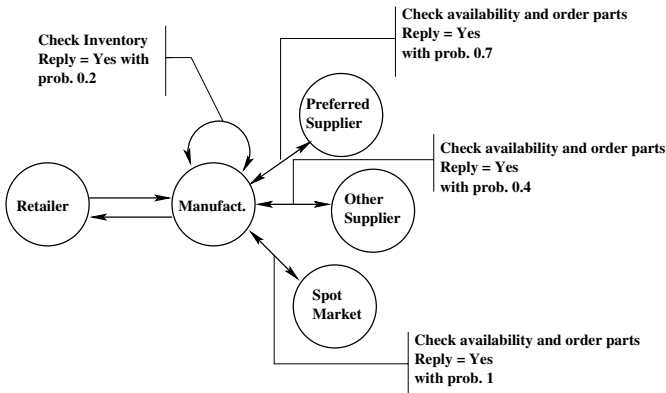 Check availability and order parts
Reply = Yes
with prob. 0.7
Check Inventory
Reply = Yes with
prob. 0.2
Preferred
Supplier
Check availability and order parts
Reply = Yes
with prob. 0.4
Retailer
Manufact.
Other
Supplier
Spot
Market
Check availability and order parts
Reply = Yes
with prob. 1